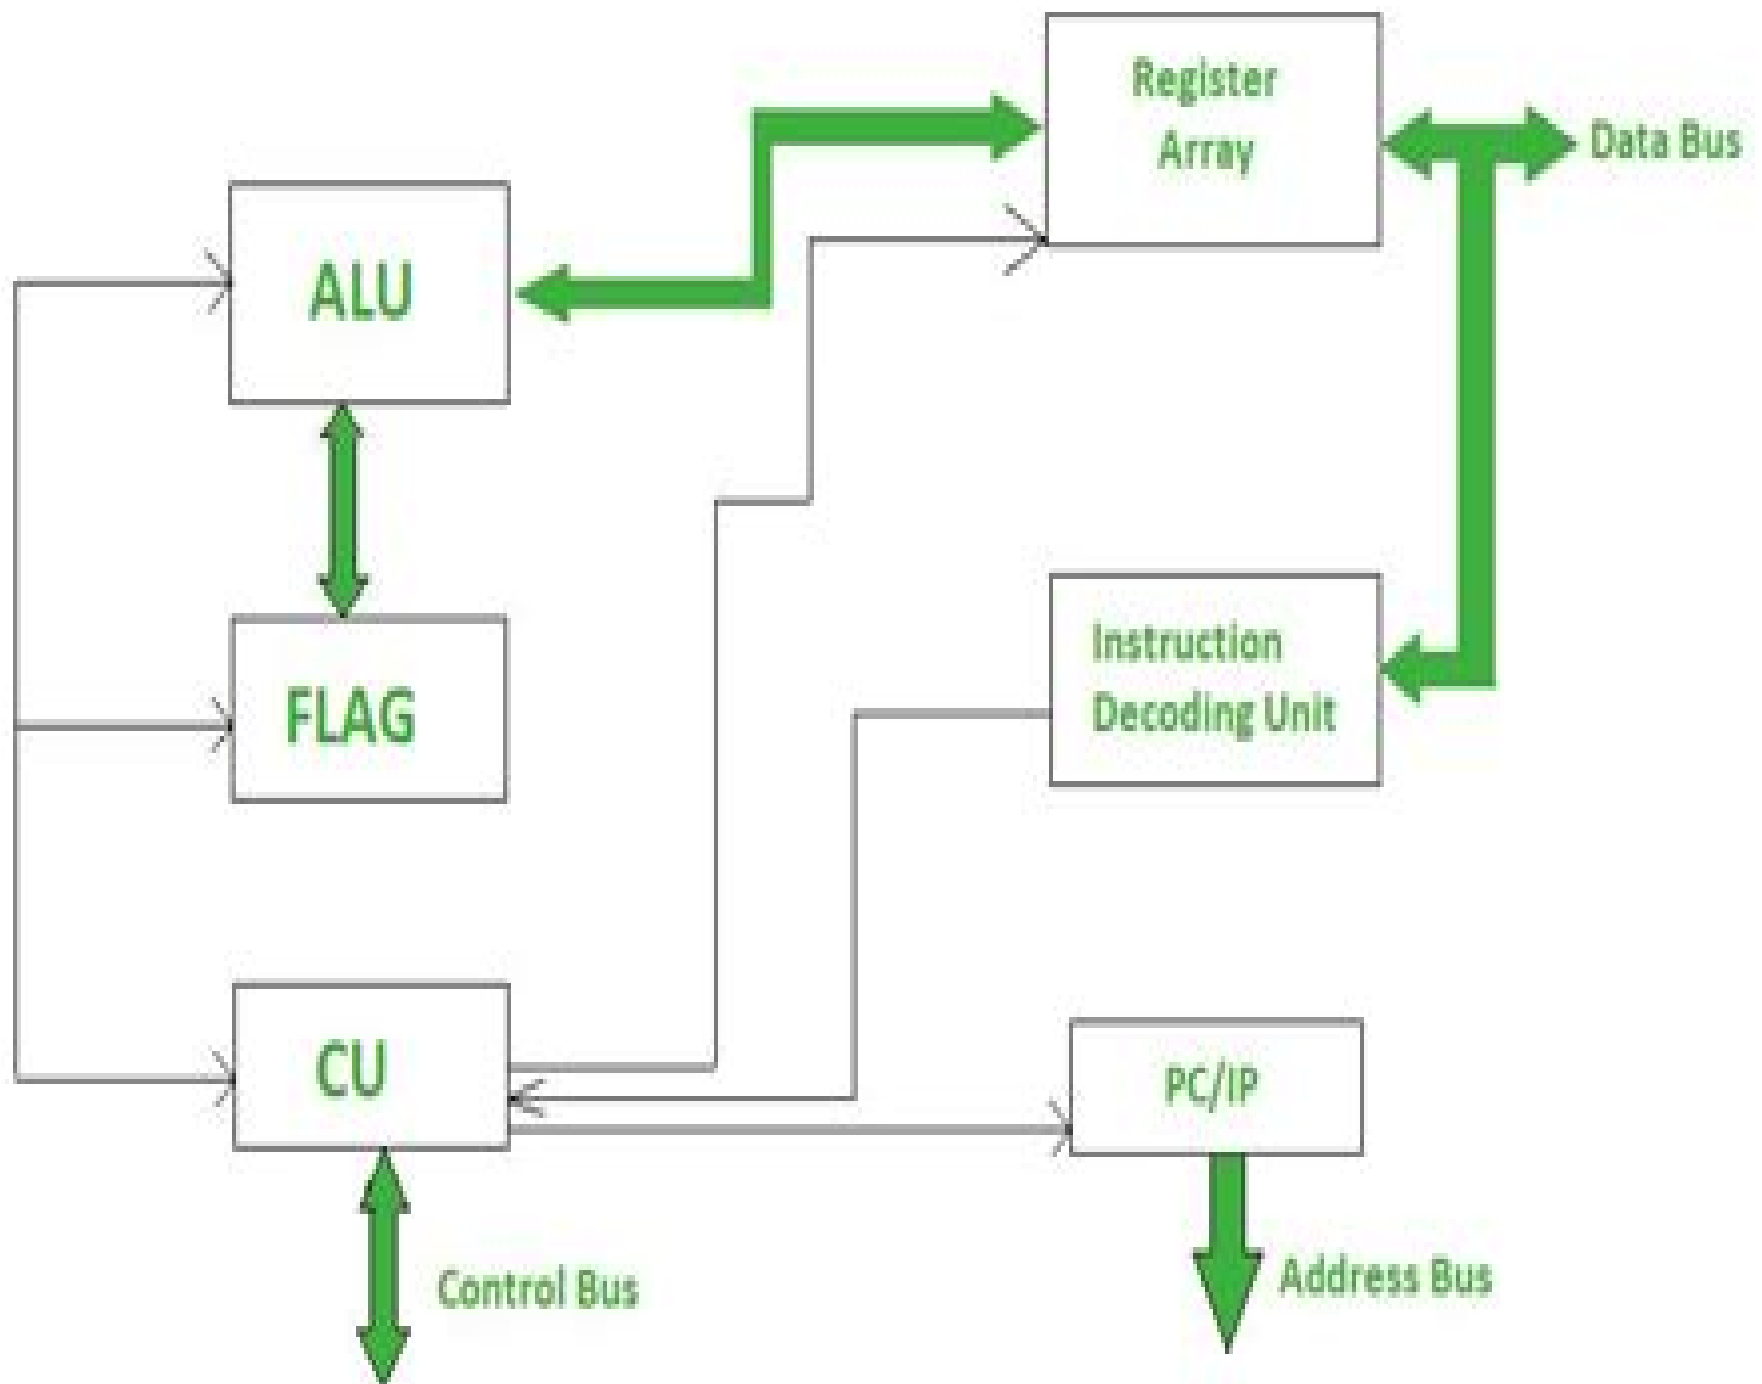 Register
Array
Data Bus
ALU
Instruction
Decoding Unit
FLAG
CU
PC/IP
Control Bus
Address Bus